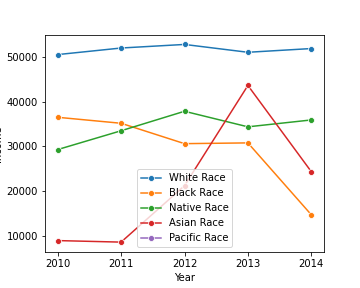 50000
40000
30000
20000
10000
White Race
Black Race
Native Race
Asian Race
Pacific Race
2010 2011 2012 2013 2014
Year